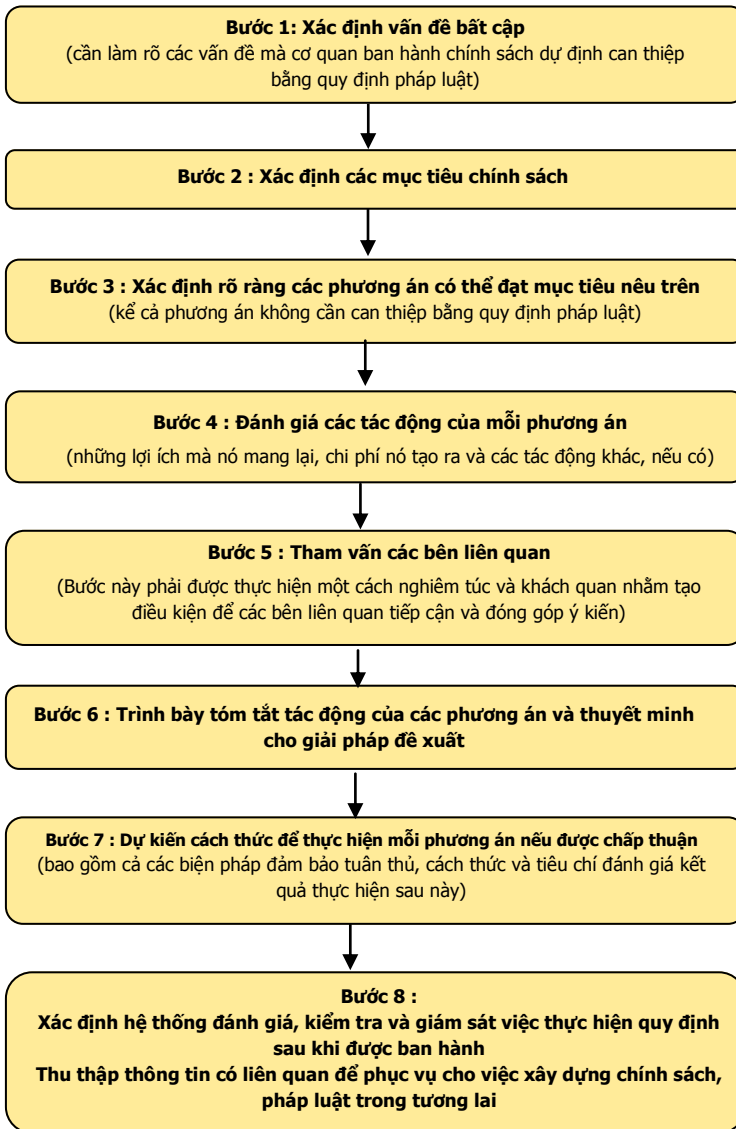 Bước 1: Xác định vấn đề bất cập
(cần làm rõ các vấn đề mà cơ quan ban hành chính sách dự định can thiệp
bằng quy định pháp luật)
Bước 2 : Xác định các mục tiêu chính sách
Bước 3 : Xác định rõ ràng các phương án có thể đạt mục tiêu nêu trên
(kể cả phương án không cần can thiệp bằng quy định pháp luật)
Bước 4 : Đánh giá các tác động của mỗi phương án
(những lợi ích mà nó mang lại, chi phí nó tạo ra và các tác động khác, nếu có)
Bước 5 : Tham vấn các bên liên quan
(Bước này phải được thực hiện một cách nghiêm túc và khách quan nhằm tạo
điều kiện để các bên liên quan tiếp cận và đóng góp ý kiến)
Bước 6 : Trình bày tóm tắt tác động của các phương án và thuyết minh
cho giải pháp đề xuất
Bước 7 : Dự kiến cách thức để thực hiện mỗi phương án nếu được chấp thuận
(bao gồm cả các biện pháp đảm bảo tuân thủ, cách thức và tiêu chí đánh giá kết
quả thực hiện sau này)
Bước 8 :
Xác định hệ thống đánh giá, kiểm tra và giám sát việc thực hiện quy định
sau khi được ban hành
Thu thập thông tin có liên quan để phục vụ cho việc xây dựng chính sách,
pháp luật trong tương lai